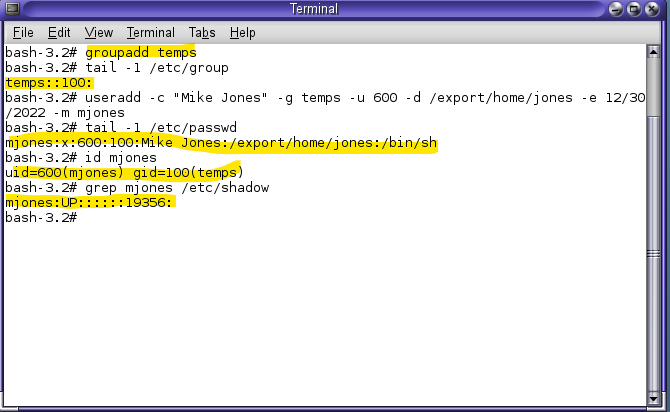 Terminal
File Edit View Terminal Tabs Help
bash-3.2# groupadd temps
bash-3.2# tail -1 /etc/group
temps::100:
bash-3.2# useradd -c "Mike Jones" -g temps -u 600 -d /export/home/jones -e 12/30
/2022 -m mjones
bash-3.2# tail -1 /etc/passwd
mjones:x:600:100:Mike Jones:/export/home/jones:/bin/sh
bash-3.2# id mjones
uid=600(mjones) gid=100(temps)
bash-3.2# grep mjones /etc/shadow
mjones:UP::::::19356:
bash-3.2#